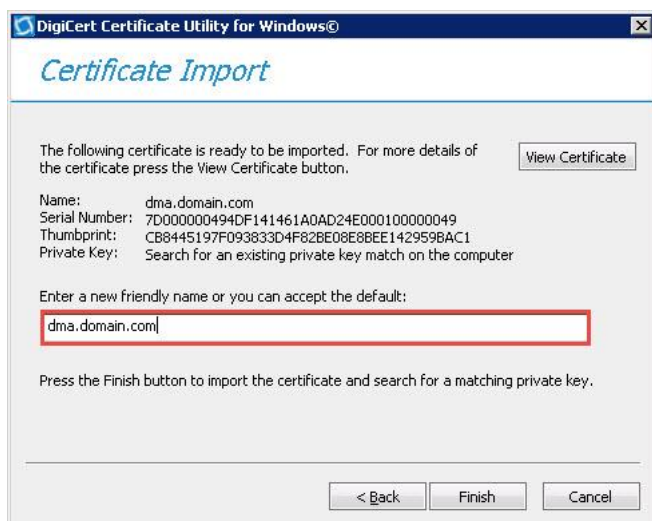 DigiCert Certificate Utility for Windows©
Certificate Import
The following certificate is ready to be imported. For more details of
the certificate press the View Certificate button.
View Certificate
Name: dma.domain.com
Serial Number: 7D000000494DF141461A0AD24E000100000049
Thumbprint: CB8445197F093833D4F82BE08E8BEE142959BAC1
Private Key: Search for an existing private key match on the computer
Enter a new friendly name or you can accept the default:
dma.domain.com
Press the Finish button to import the certificate and search for a matching private key.
< Back Finish Cancel